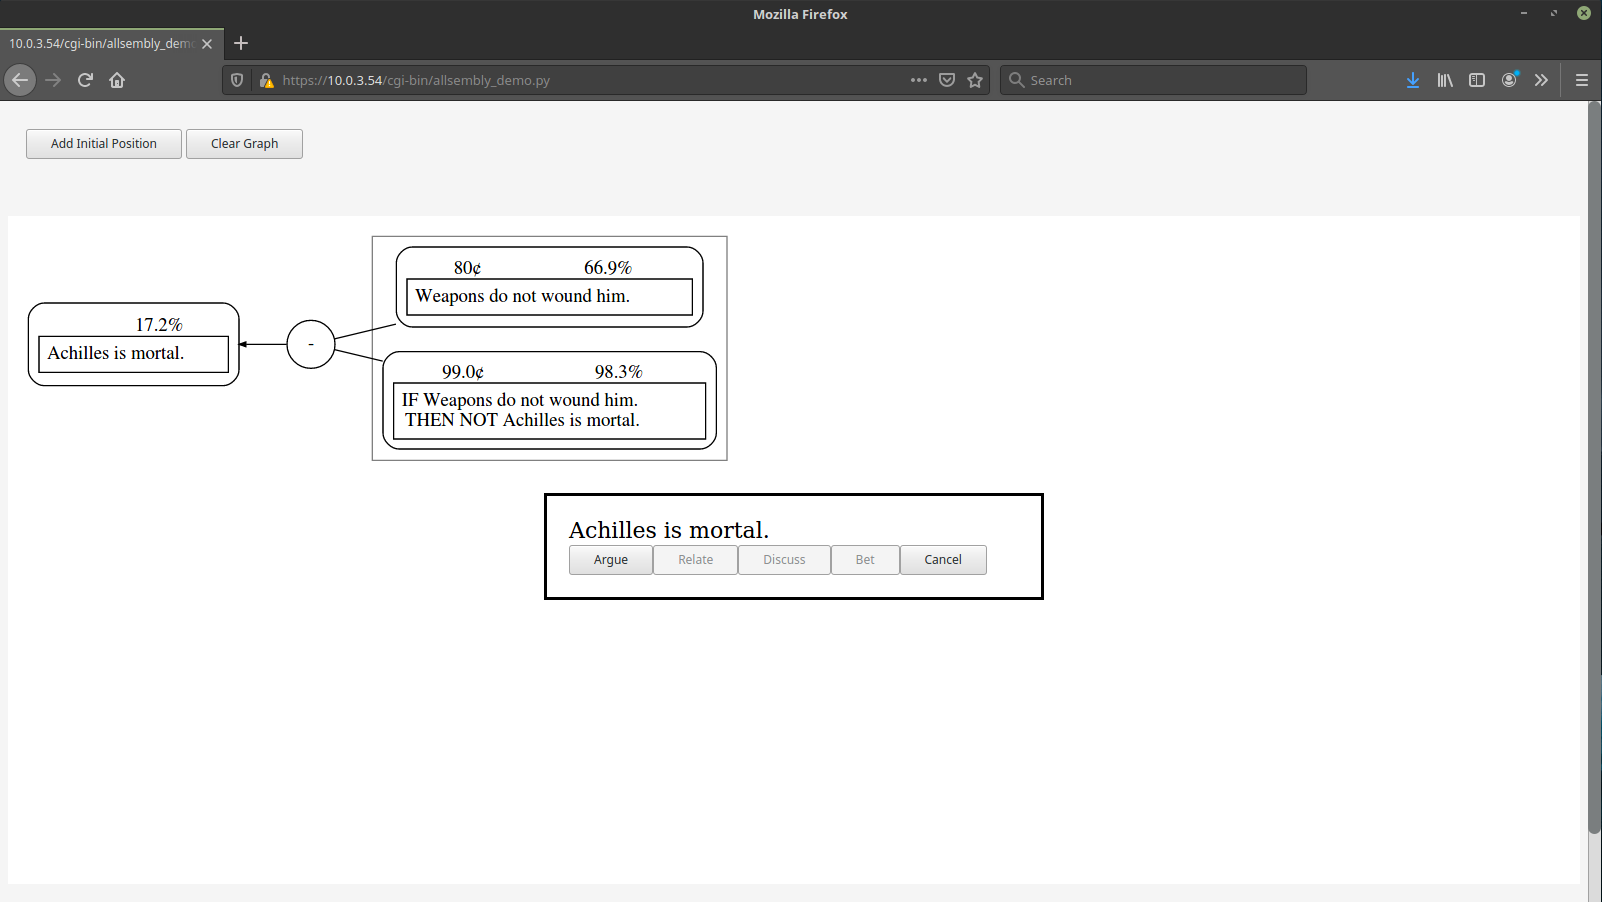 Mozilla Firefox
10.0.3.54/cgi-bin/allsembly_dem
https://10.0.3.54/cgi-bin/allsembly_demo.py
Search
Add Initial Position
Clear Graph
80¢ 66.9%
Weapons do not wound him.
17.2%
Achilles is mortal.
-
99.0¢ 98.3%
IF Weapons do not wound him.
THEN NOT Achilles is mortal.
Achilles is mortal.
Argue Relate Discuss Bet Cancel